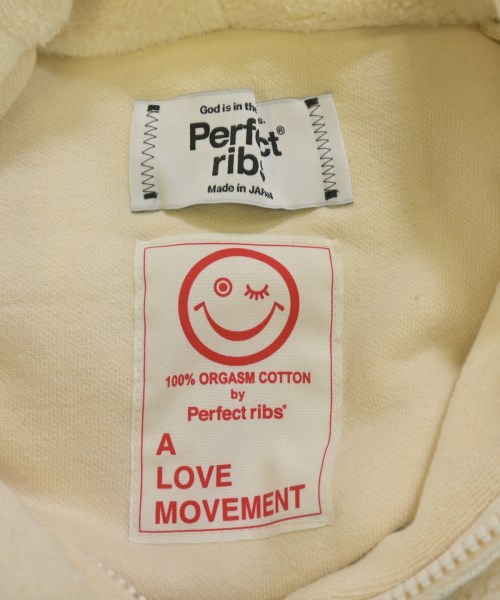 God is in the s.
Perfect®
ribs
Made in JAPAN
100% ORGASM COTTON
by
Perfect ribs®
A
LOVE
MOVEMENT